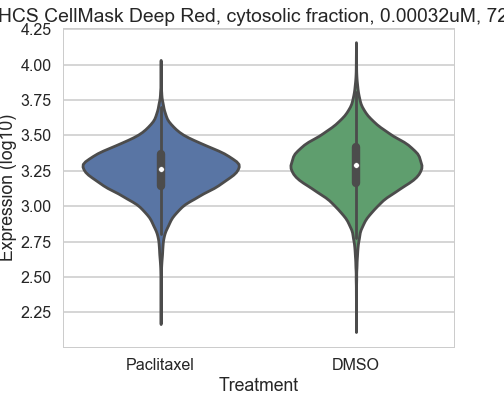 HCS CellMask Deep Red, cytosolic fraction, 0.00032uM, 72
4.25
4.00
3.75
3.50
3.25
3.00
2.75
2.50
2.25
Expression (log10)
Paclitaxel
DMSO
Treatment